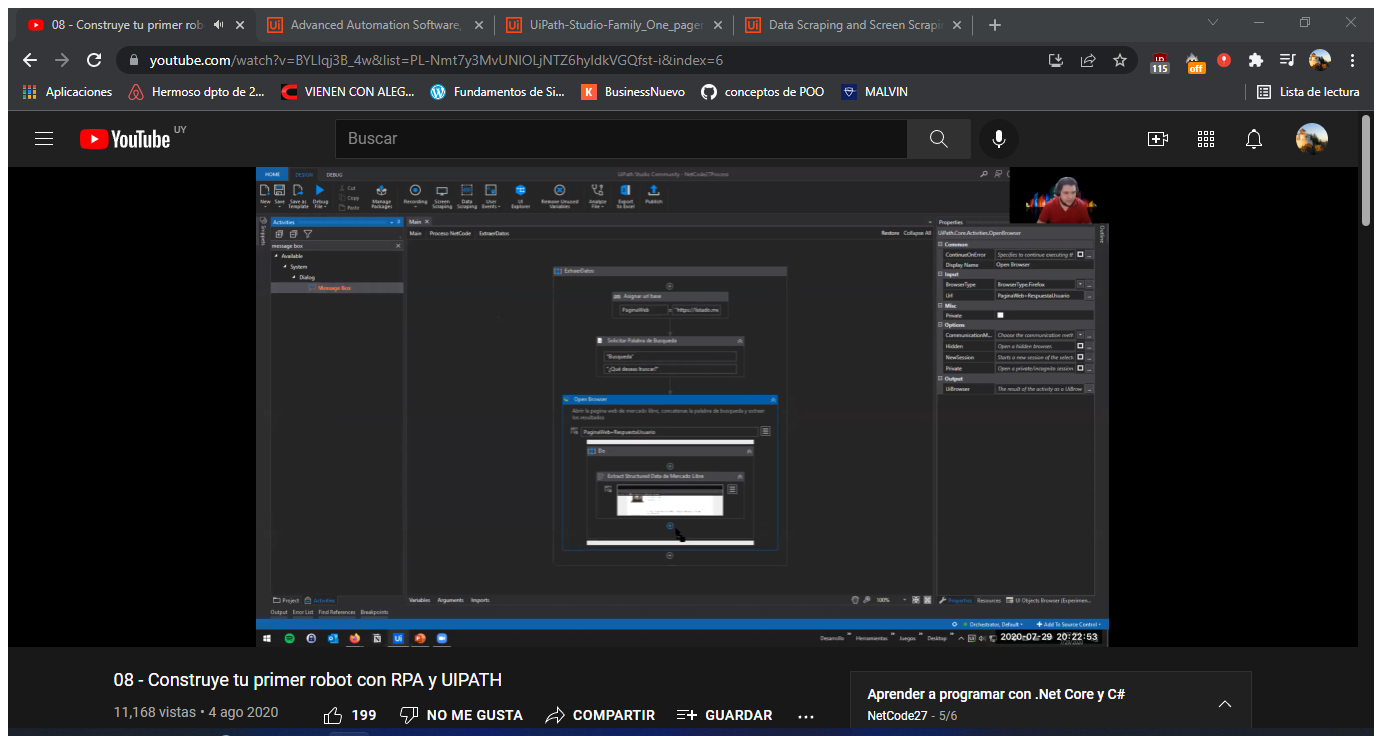 08 - Construye tu primer rob
Advanced Automation Software,
UiPath-Studio-Family_One_pager
Data Scraping and Screen Scrapi
youtube.com/watch?v=BYLIqj3B_4w&list=PL-Nmt7y3MvUNIOLjNTZ6hyIdkVGQfst-i&index=6
115
off
Aplicaciones
Hermoso dpto de 2...
VIENEN CON ALEG...
Fundamentos de Si...
BusinessNuevo
conceptos de POO
MALVIN
Lista de lectura
YouTube UY
Buscar
HOME DESIGN DEBUG
UiPath Studio Community - NetCode27Process
New Save Save as Template Debug File Cut Copy Paste Manage Packages Recording Screen Scraping Data Scraping User Events UI Explorer Remove Unused Variables Analyze File Export to Excel Publish
Activities
Main
Properties
Snippets
Outline
message box
Main Proceso NetCode ExtraerDatos
Restore Collapse All
UiPath.Core.Activities.OpenBrowser
Available
System
Dialog
Message Box
ExtraerDatos
Asignar url base
PaginaWeb = "https://listado.me
Solicitar Palabra de Busqueda
"Busqueda"
"¿Qué deseas buscar?"
Open Browser
Abrir la pagina web de mercado libre, concatenas la palabra de busqueda y extraer
los resultados
PaginaWeb+RespuestaUsuario
Do
Extract Structured Data de Mercado Libre
Common
ContinueOnError Specifies to continue executing th
Display Name Open Browser
Input
BrowserType BrowserType.Firefox
Url PaginaWeb+RespuestaUsuario
Misc
Private
Options
CommunicationM... Choose the communication meth
Hidden Open a hidden browser.
NewSession Starts a new session of the select
Private Open a private/incognito session
Output
UiBrowser The result of the activity as a UiBrow
Project Activities
Variables Arguments Imports
100%
Properties Resources UI Objects Browser (Experimen...
Output Error List Find References Breakpoints
Orchestrator, Default
Add To Source Control
Desarrollo Herramientas Juegos Desktop
2020-07-29 20:22:53
08 - Construye tu primer robot con RPA y UIPATH
11,168 vistas • 4 ago 2020
199
NO ME GUSTA
COMPARTIR
GUARDAR
Aprender a programar con .Net Core y C#
NetCode27 - 5/6